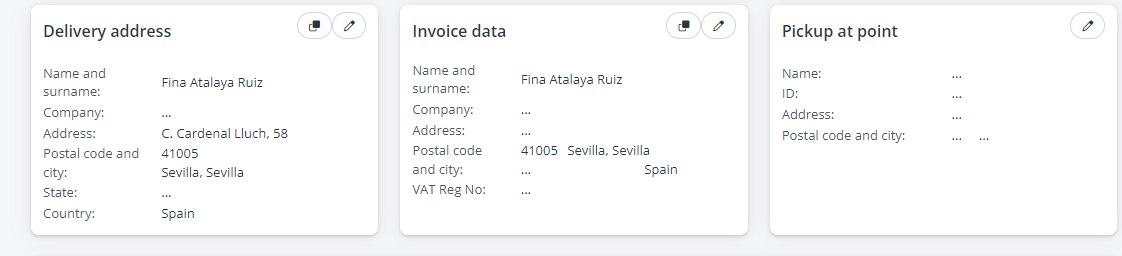 Delivery address
Name and surname: Fina Atalaya Ruiz
Company: ...
Address: C. Cardenal Lluch, 58
Postal code and city: 41005
Sevilla, Sevilla
State: ...
Country: Spain
Invoice data
Name and surname: Fina Atalaya Ruiz
Company: ...
Address: ...
Postal code 41005 Sevilla, Sevilla
and city: ... Spain
VAT Reg No: ...
Pickup at point
Name: ...
ID: ...
Address: ...
Postal code and city: ... ...